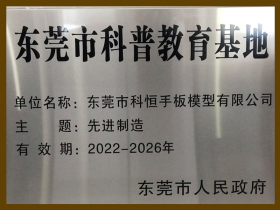 东莞市科普教育基地
单位名称：东莞市科恒手板模型有限公司
主　　题：先进制造
有 效 期：2022-2026年
东莞市人民政府